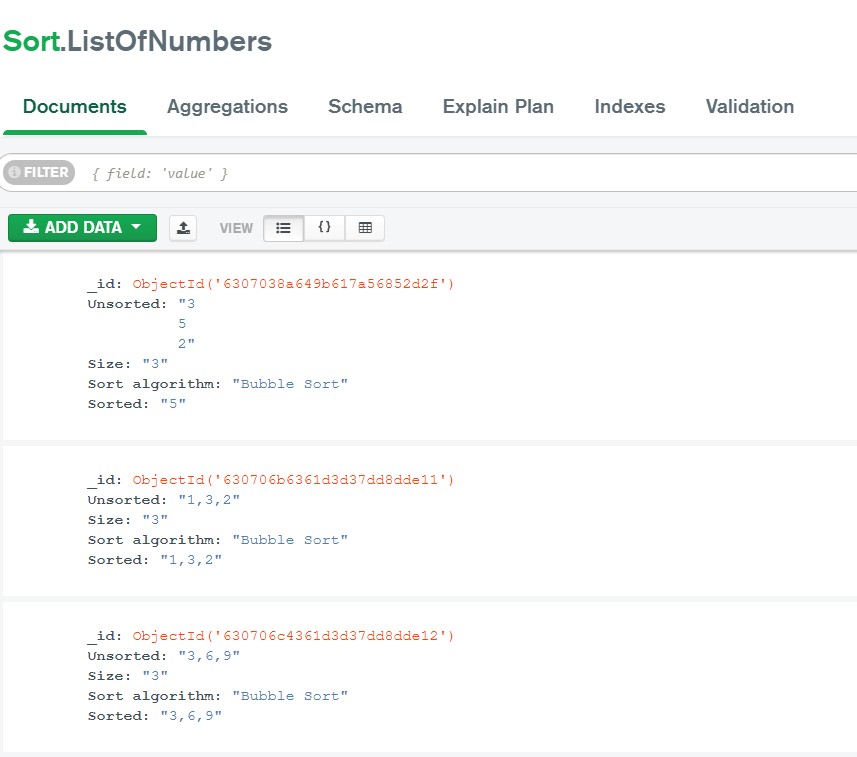 Sort.ListOfNumbers
Documents Aggregations Schema Explain Plan Indexes Validation
FILTER { field: 'value' }
ADD DATA VIEW {}
_id: ObjectId('6307038a649b617a56852d2f')
Unsorted: "3
5
2"
Size: "3"
Sort algorithm: "Bubble Sort"
Sorted: "5"
_id: ObjectId('630706b6361d3d37dd8dde11')
Unsorted: "1,3,2"
Size: "3"
Sort algorithm: "Bubble Sort"
Sorted: "1,3,2"
_id: ObjectId('630706c4361d3d37dd8dde12')
Unsorted: "3,6,9"
Size: "3"
Sort algorithm: "Bubble Sort"
Sorted: "3,6,9"